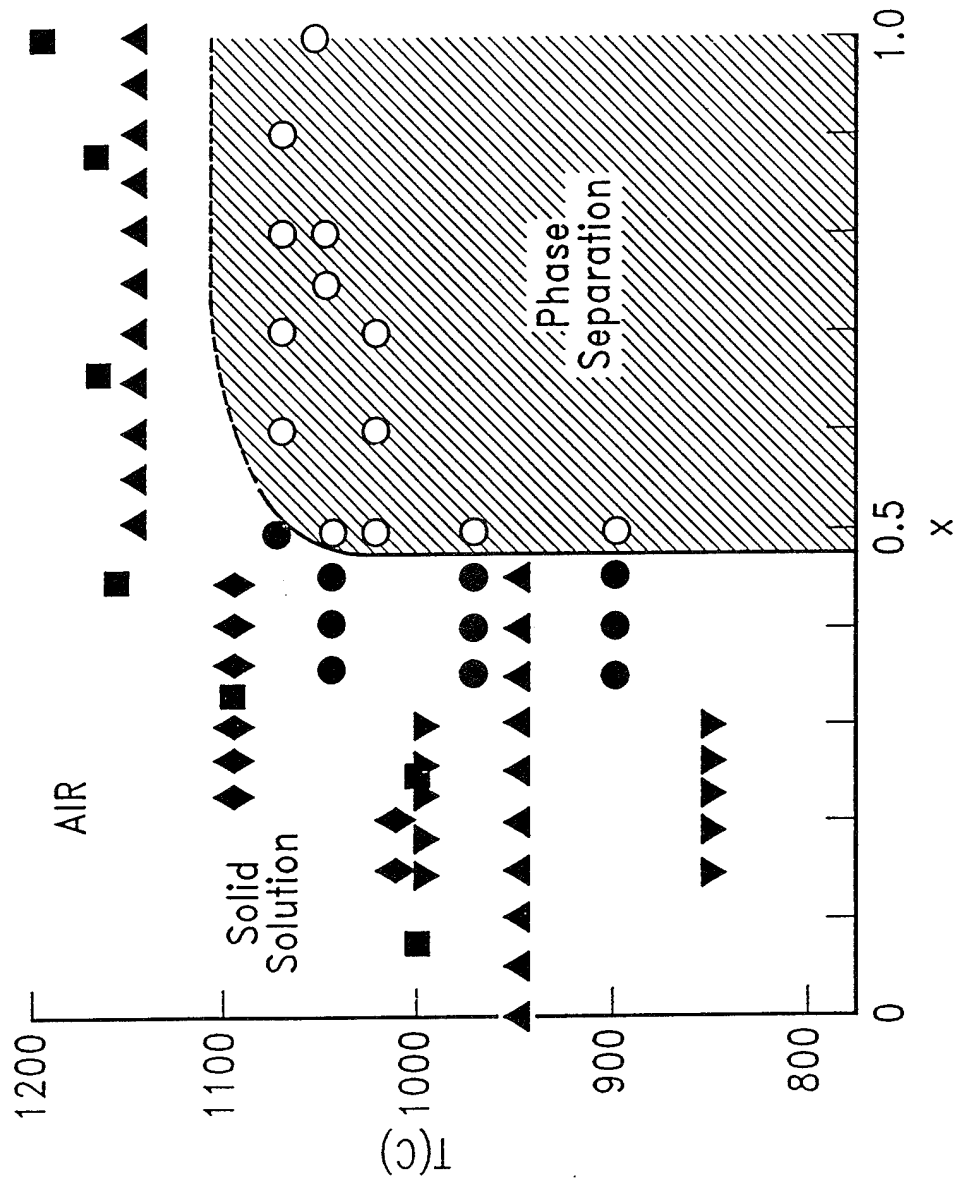 1200
1100
1000
900
800
T(C)
AIR
Solid
Solution
Phase
Separation
0
0.5
1.0
x